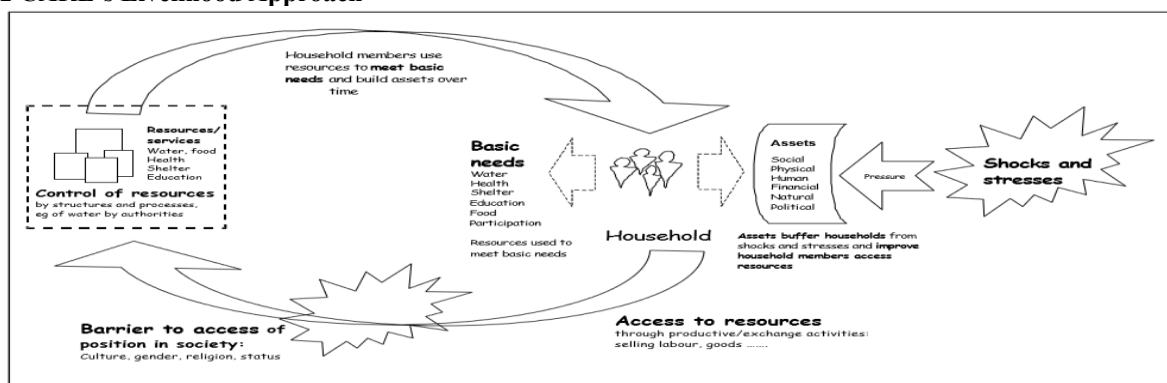 Household members use
resources to meet basic
needs and build assets over
time
Resources/
services
Water, food
Health
Shelter
Education
Control of resources
by structures and processes,
eg of water by authorities
Basic
needs
Water
Health
Shelter
Education
Food
Participation
Resources used to
meet basic needs
Household
Assets
Social
Physical
Human
Financial
Natural
Political
Pressure
Shocks and
stresses
Assets buffer households from
shocks and stresses and improve
household members access
resources
Barrier to access of
position in society:
Culture, gender, religion, status
Access to resources
through productive/exchange activities:
selling labour, goods .......